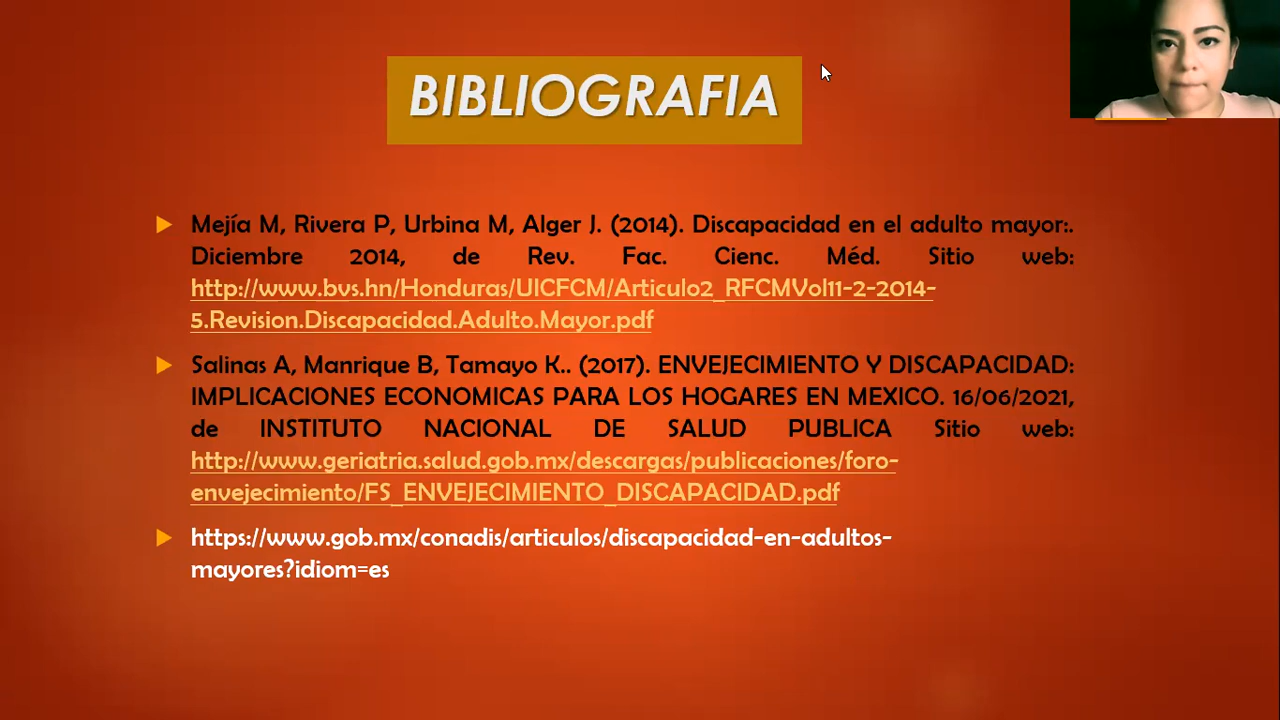 BIBLIOGRAFIA
Mejía M, Rivera P, Urbina M, Alger J. (2014). Discapacidad en el adulto mayor:.
Diciembre 2014, de Rev. Fac. Cienc. Méd. Sitio web:
http://www.bvs.hn/Honduras/UICFCM/Articulo2_RFCMVol11-2-2014-
5.Revision.Discapacidad.Adulto.Mayor.pdf
Salinas A, Manrique B, Tamayo K.. (2017). ENVEJECIMIENTO Y DISCAPACIDAD:
IMPLICACIONES ECONOMICAS PARA LOS HOGARES EN MEXICO. 16/06/2021,
de INSTITUTO NACIONAL DE SALUD PUBLICA Sitio web:
http://www.geriatria.salud.gob.mx/descargas/publicaciones/foro-
envejecimiento/FS_ENVEJECIMIENTO_DISCAPACIDAD.pdf
https://www.gob.mx/conadis/articulos/discapacidad-en-adultos-
mayores?idiom=es